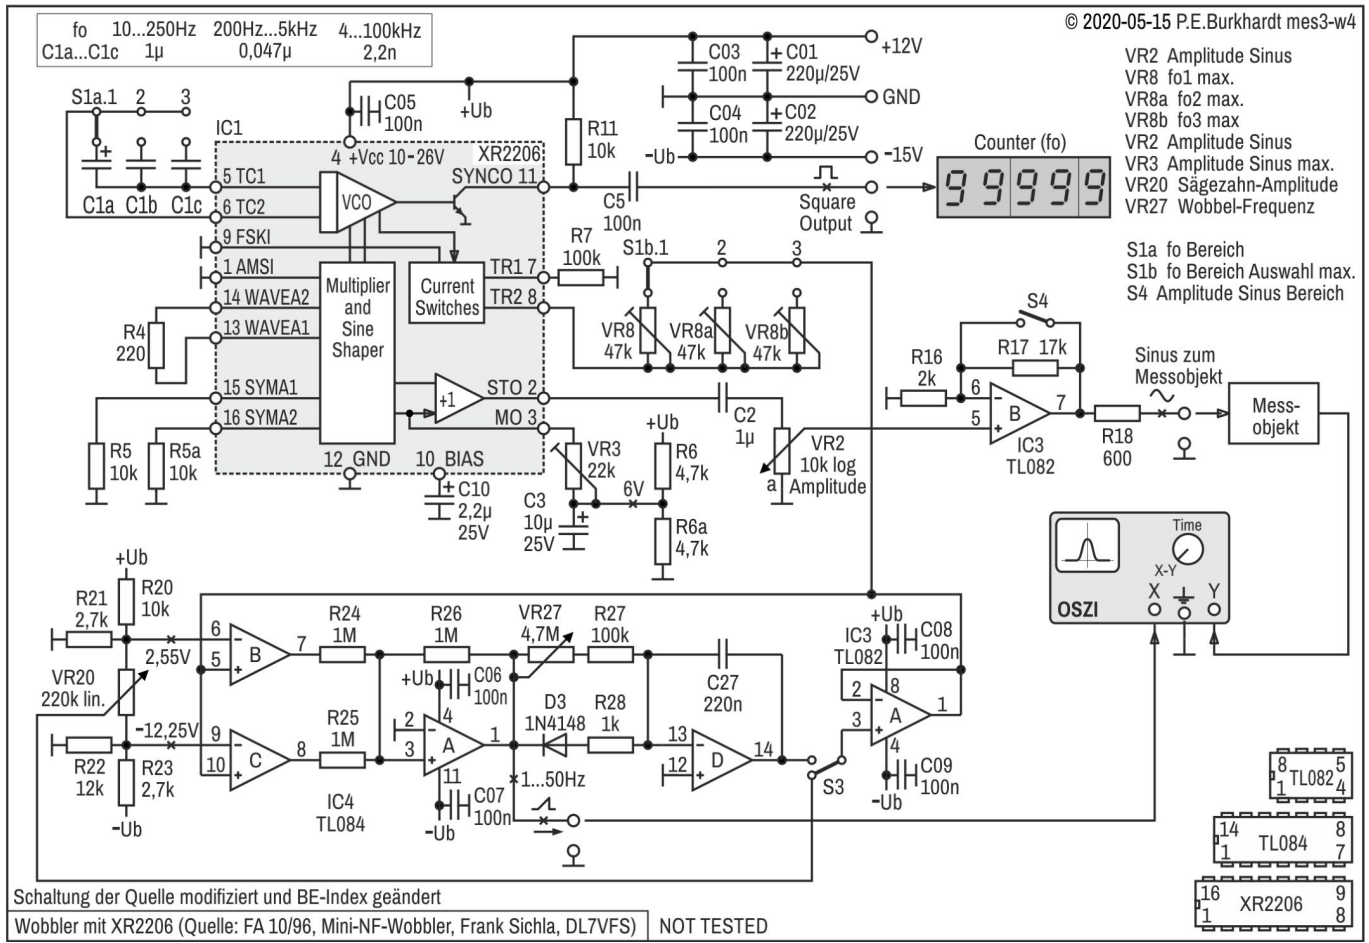 fo 10...250Hz 200Hz...5kHz 4...100kHz
C1a...C1c 1µ 0,047µ 2,2n
© 2020-05-15 P.E.Burkhardt mes3-w4
VR2 Amplitude Sinus
VR8 fo1 max.
VR8a fo2 max.
VR8b fo3 max
VR2 Amplitude Sinus
VR3 Amplitude Sinus max.
VR20 Sägezahn-Amplitude
VR27 Wobbel-Frequenz
S1a fo Bereich
S1b fo Bereich Auswahl max.
S4 Amplitude Sinus Bereich
S1a.1 2 3
C1a C1b C1c
IC1
C05
100n
+Ub
4 +Vcc 10-26V
XR2206
SYNCO 11
5 TC1
6 TC2
VCO
9 FSKI
1 AMSI
14 WAVEA2
13 WAVEA1
15 SYMA1
16 SYMA2
Multiplier
and
Sine
Shaper
Current
Switches
TR1 7
TR2 8
+1
STO 2
MO 3
12 GND
10 BIAS
R4
220
R5
10k
R5a
10k
C10
2,2µ
25V
R11
10k
C5
100n
R7
100k
C03
100n
C01
220µ/25V
C04
100n
C02
220µ/25V
+12V
GND
-Ub
-15V
Square
Output
Counter (fo)
99999
S1b.1 2 3
VR8
47k
VR8a
47k
VR8b
47k
C2
1µ
VR2
10k log
Amplitude
a
VR3
22k
C3
10µ
25V
6V
+Ub
R6
4,7k
R6a
4,7k
S4
R16
2k
R17 17k
6
5
B
7
IC3
TL082
R18
600
Sinus zum
Messobjekt
Mess-
objekt
Time
X-Y
X
Y
OSZI
+Ub
R20
10k
R21
2,7k
2,55V
VR20
220k lin.
-12,25V
R22
12k
R23
2,7k
-Ub
6
5
B
7
9
10
C
8
R24
1M
R25
1M
IC4
TL084
R26
1M
+Ub
C06
100n
2
3
4
A
1
11
C07
100n
-Ub
VR27
4,7M
R27
100k
D3
1N4148
R28
1k
1...50Hz
C27
220n
13
12
D
14
S3
+Ub
IC3
TL082
C08
100n
8
2
3
A
1
4
C09
100n
-Ub
8 5
1 4
TL082
14 8
1 7
TL084
16 9
1 8
XR2206
Schaltung der Quelle modifiziert und BE-Index geändert
Wobbler mit XR2206 (Quelle: FA 10/96, Mini-NF-Wobbler, Frank Sichla, DL7VFS) NOT TESTED